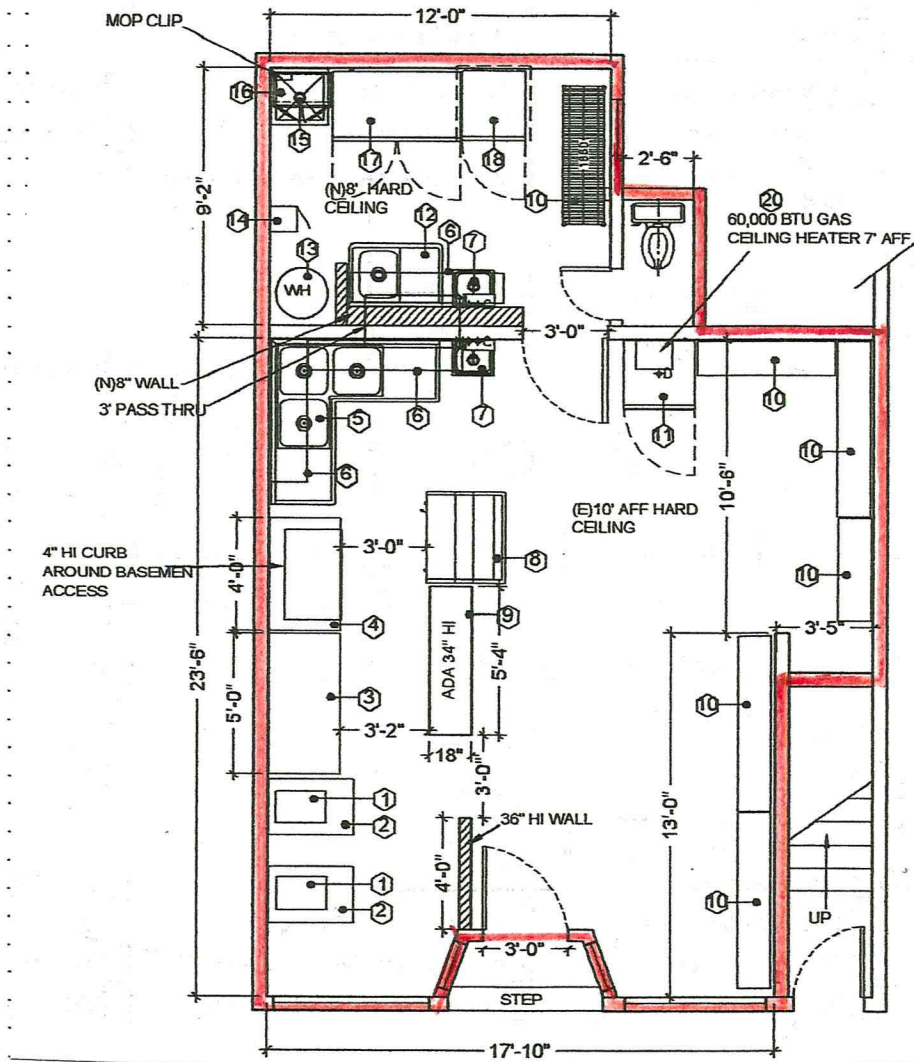 12'-0"
MOP CLIP
16
15
17
18
1860
10
2'-6"
9'-2"
(N)8' HARD
CEILING
20
60,000 BTU GAS
CEILING HEATER 7' AFF
14
13
WH
12
6
7
3'-0"
(N)8" WALL
3' PASS THRU
5
6
7
6
11
10
10
10'-6"
(E)10' AFF HARD
CEILING
4" HI CURB
AROUND BASEMEN
ACCESS
4'-0"
3'-0"
8
10
4
9
ADA 34" HI
5'-4"
3'-5"
23'-6"
5'-0"
3
3'-2"
18"
3'-0"
10
1
2
36" HI WALL
13'-0"
4'-0"
1
2
10
UP
3'-0"
STEP
17'-10"